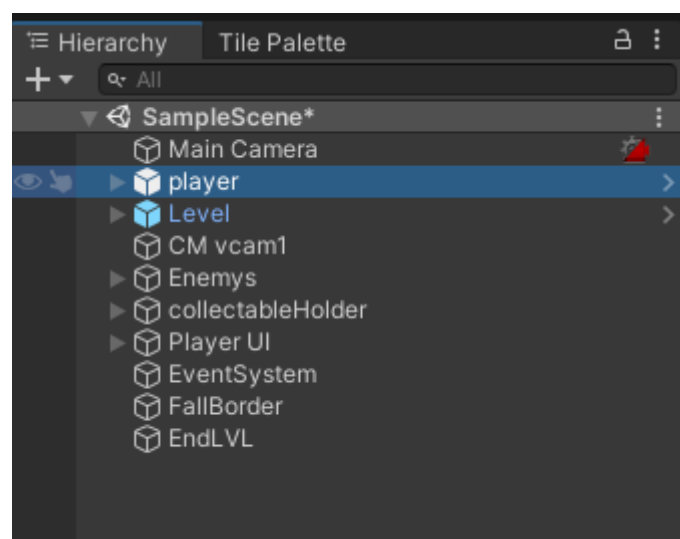 Hierarchy Tile Palette
All
SampleScene*
Main Camera
player
Level
CM vcam1
Enemys
collectableHolder
Player UI
EventSystem
FallBorder
EndLVL